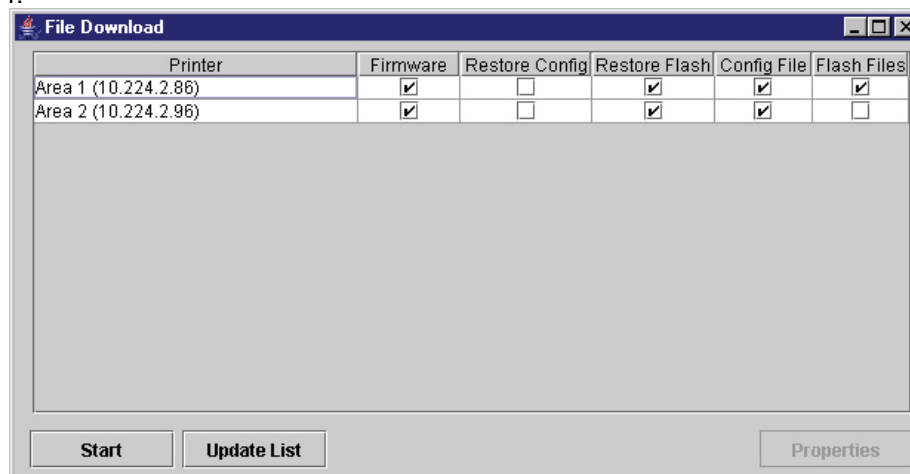 File Download
Printer Firmware Restore Config Restore Flash Config File Flash Files
Area 1 (10.224.2.86)
Area 2 (10.224.2.96)
Start Update List Properties